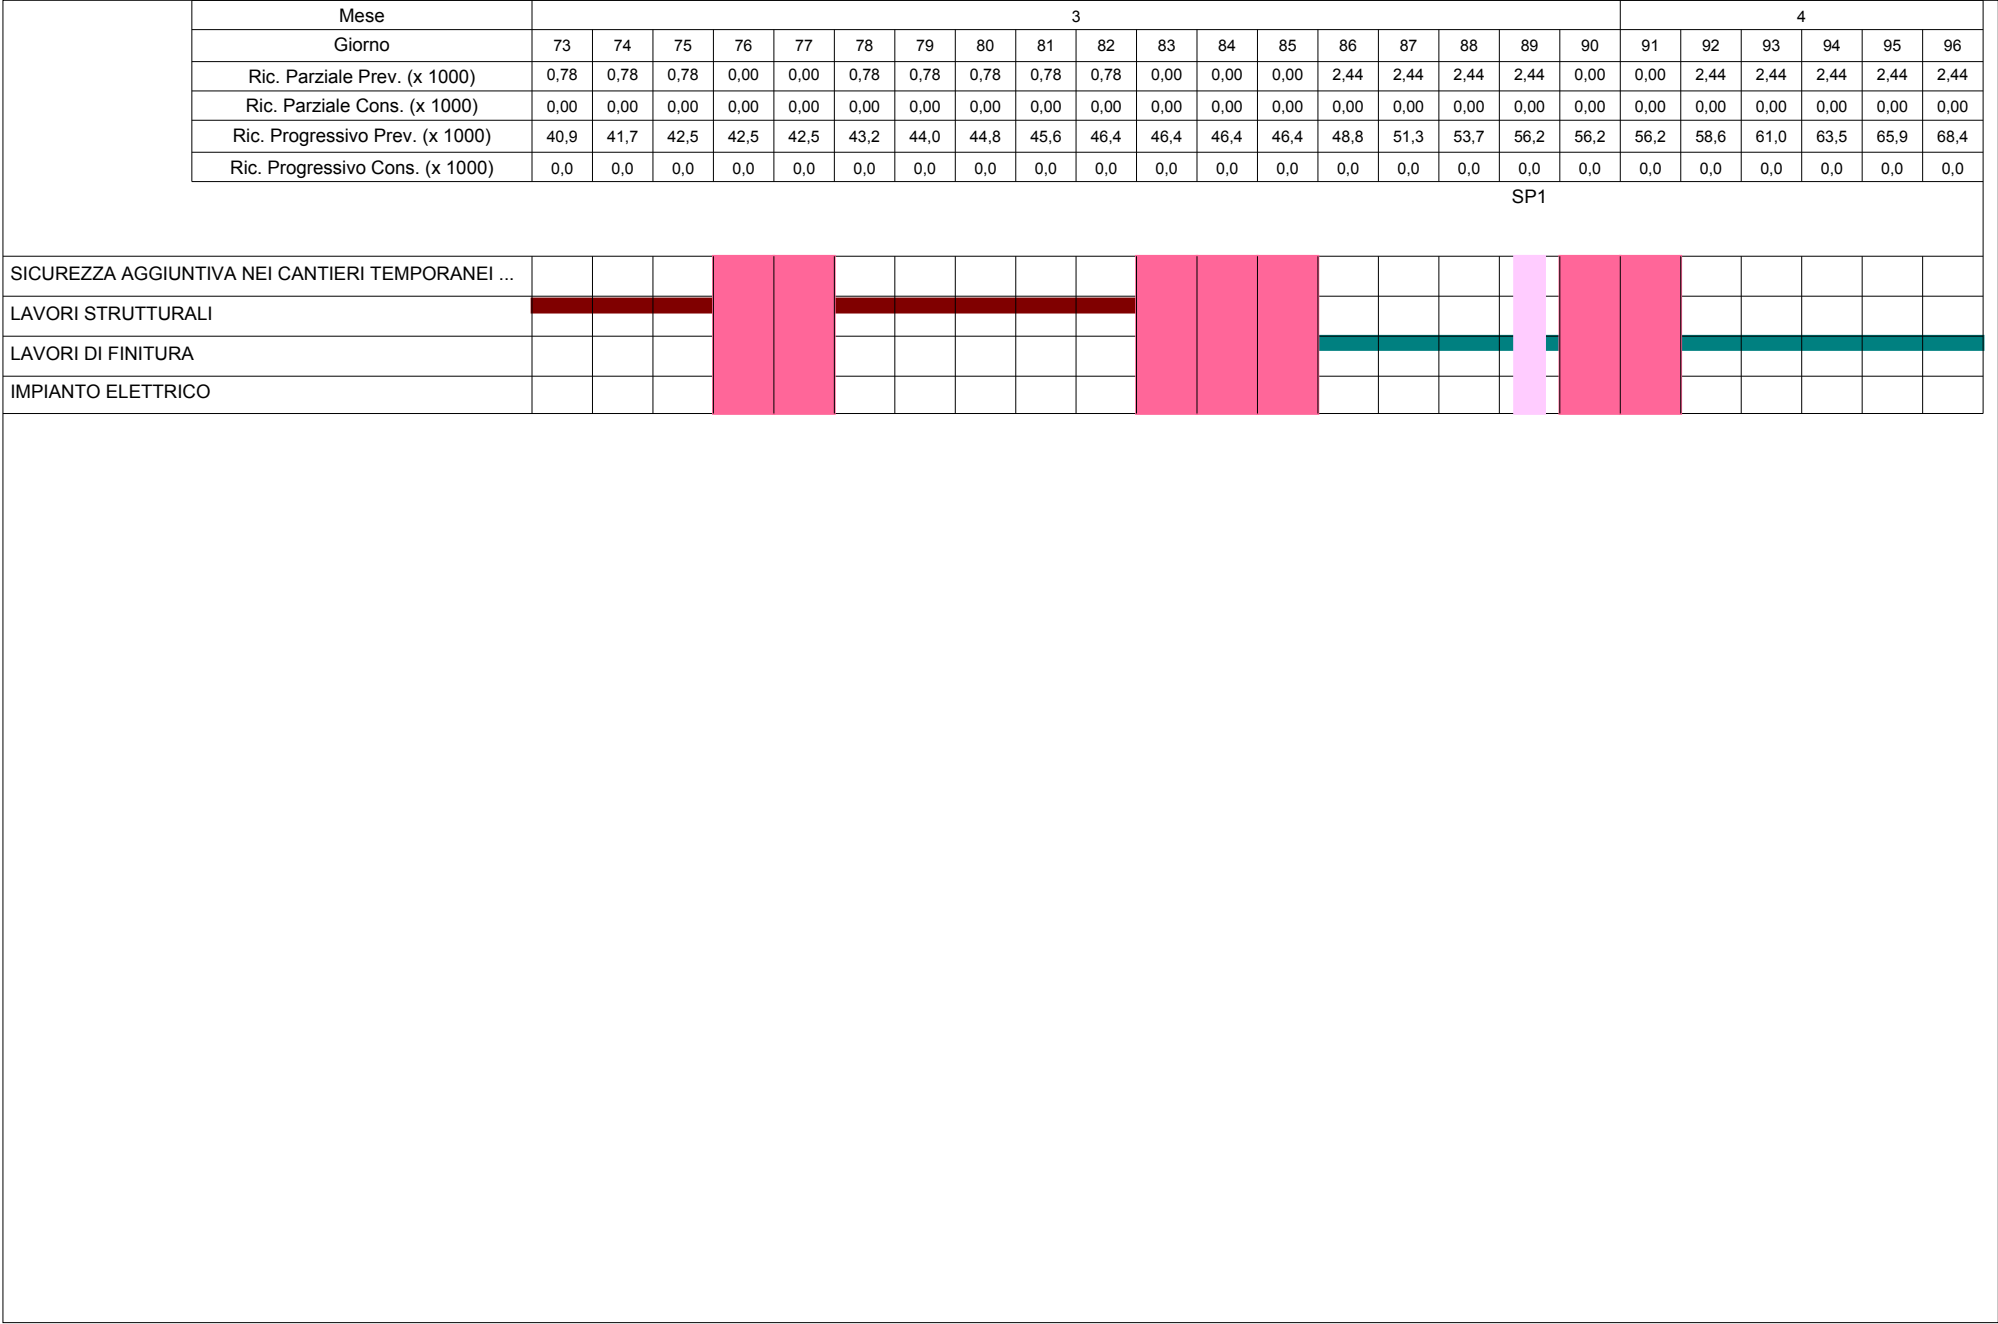 Mese 3 4
Giorno 73 74 75 76 77 78 79 80 81 82 83 84 85 86 87 88 89 90 91 92 93 94 95 96
Ric. Parziale Prev. (x 1000) 0,78 0,78 0,78 0,00 0,00 0,78 0,78 0,78 0,78 0,78 0,00 0,00 0,00 2,44 2,44 2,44 2,44 0,00 0,00 2,44 2,44 2,44 2,44 2,44
Ric. Parziale Cons. (x 1000) 0,00 0,00 0,00 0,00 0,00 0,00 0,00 0,00 0,00 0,00 0,00 0,00 0,00 0,00 0,00 0,00 0,00 0,00 0,00 0,00 0,00 0,00 0,00 0,00
Ric. Progressivo Prev. (x 1000) 40,9 41,7 42,5 42,5 42,5 43,2 44,0 44,8 45,6 46,4 46,4 46,4 46,4 48,8 51,3 53,7 56,2 56,2 56,2 58,6 61,0 63,5 65,9 68,4
Ric. Progressivo Cons. (x 1000) 0,0 0,0 0,0 0,0 0,0 0,0 0,0 0,0 0,0 0,0 0,0 0,0 0,0 0,0 0,0 0,0 0,0 0,0 0,0 0,0 0,0 0,0 0,0 0,0
SP1
SICUREZZA AGGIUNTIVA NEI CANTIERI TEMPORANEI ...
LAVORI STRUTTURALI
LAVORI DI FINITURA
IMPIANTO ELETTRICO